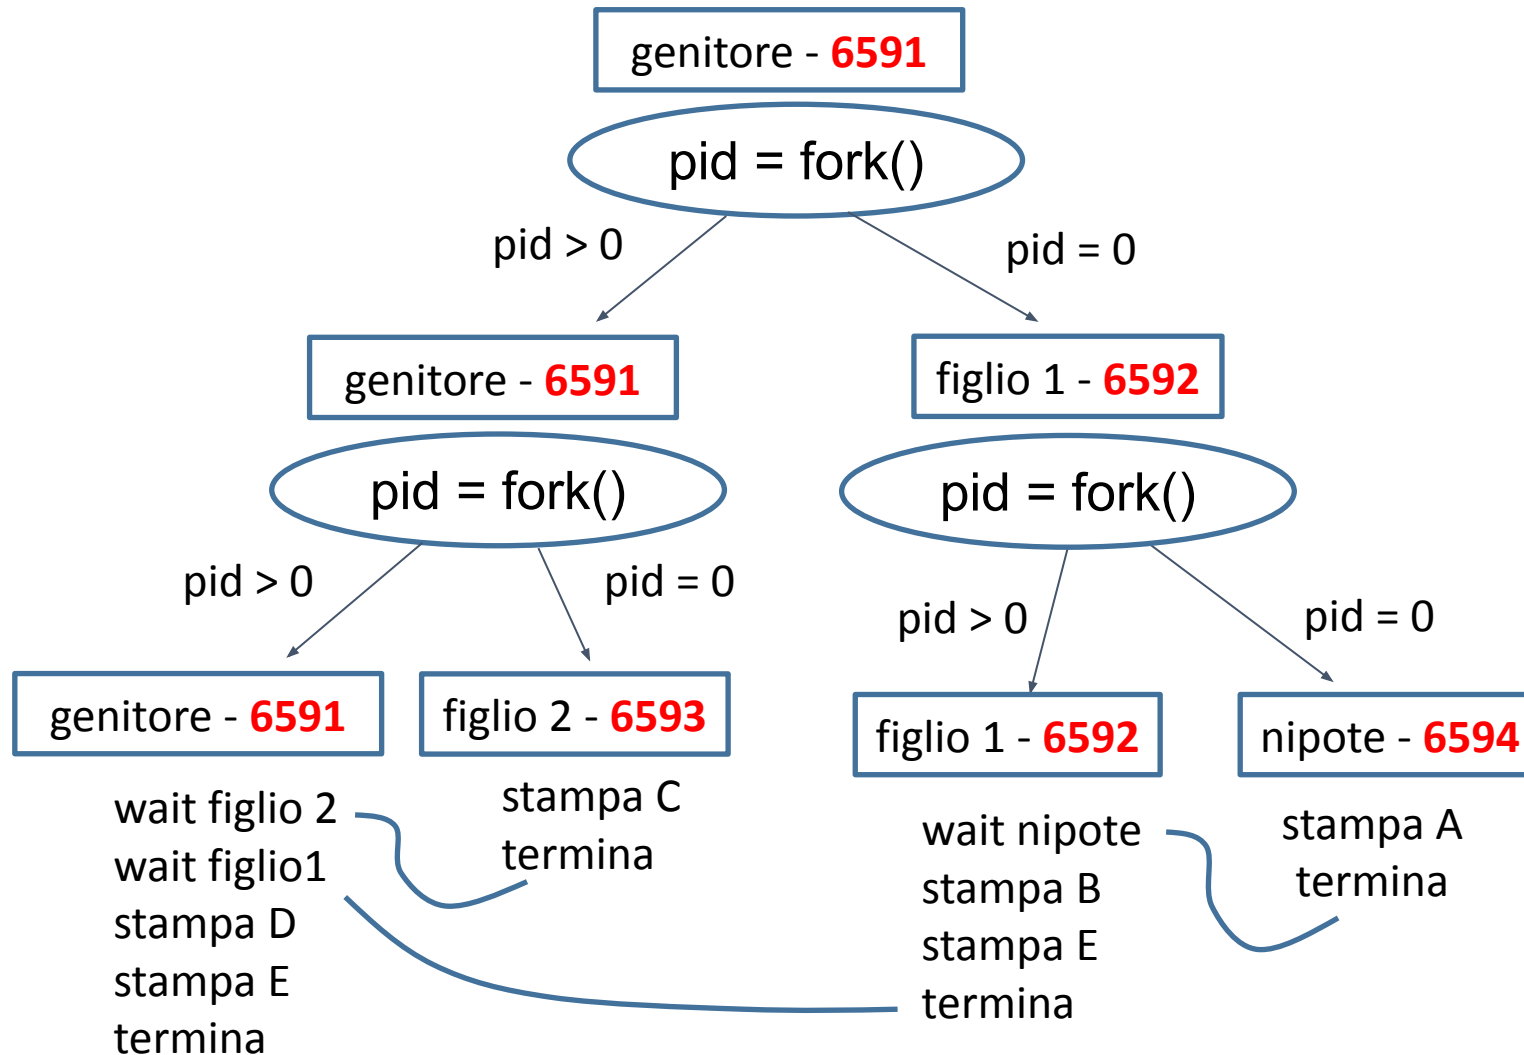 genitore - 6591
pid = fork()
pid > 0
pid = 0
genitore - 6591
figlio 1 - 6592
pid = fork()
pid = fork()
pid > 0
pid = 0
pid > 0
pid = 0
genitore - 6591
figlio 2 - 6593
figlio 1 - 6592
nipote - 6594
wait figlio 2
wait figlio1
stampa D
stampa E
termina
stampa C
termina
wait nipote
stampa B
stampa E
termina
stampa A
termina